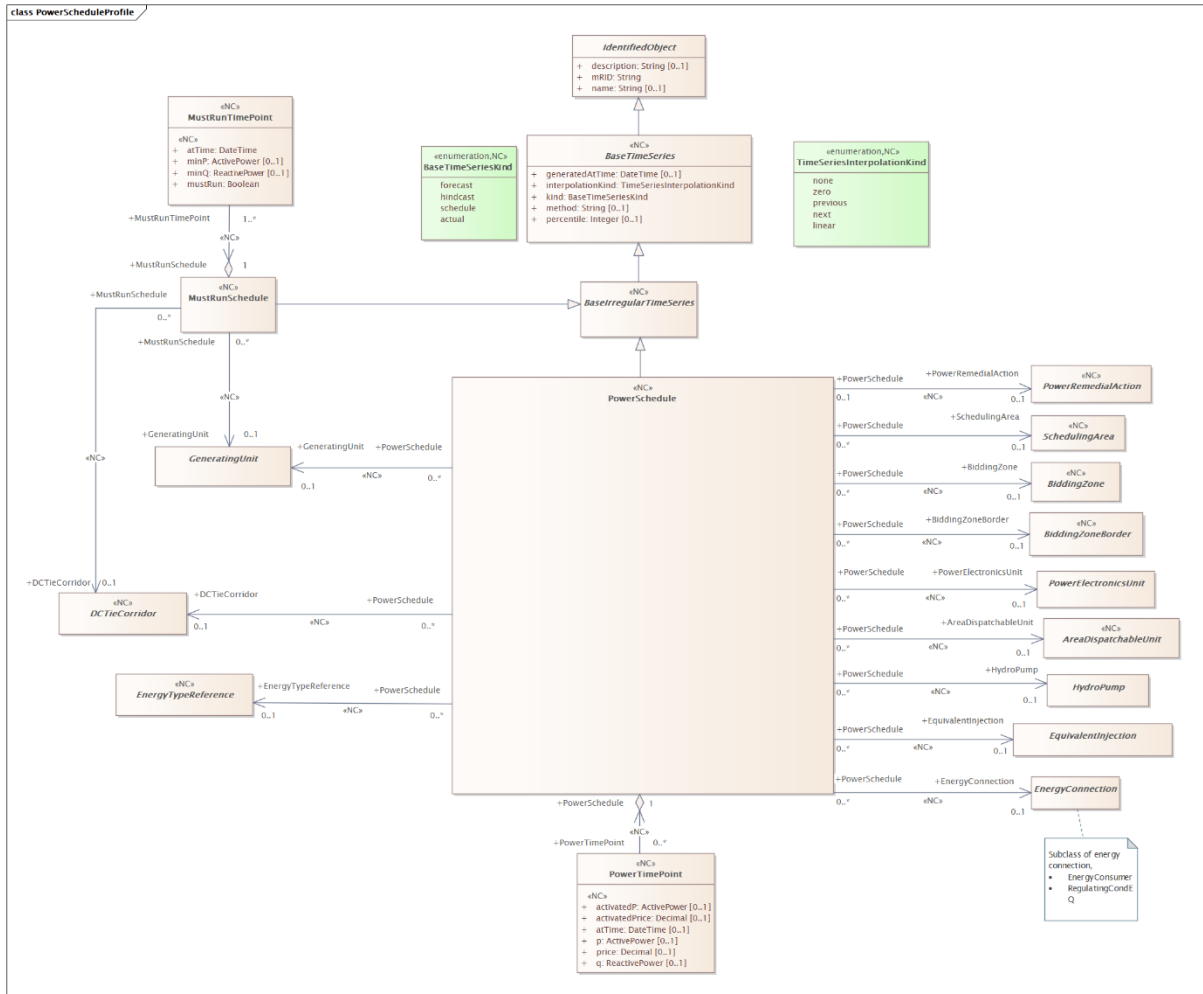 class PowerScheduleProfile
IdentifiedObject
+ description: String [0..1]
+ mRID: String
+ name: String [0..1]
«NC»
MustRunTimePoint
«NC»
+ atTime: DateTime
+ minP: ActivePower [0..1]
+ minQ: ReactivePower [0..1]
+ mustRun: Boolean
«enumeration,NC»
BaseTimeSeriesKind
forecast
hindcast
schedule
actual
«NC»
BaseTimeSeries
+ generatedAtTime: DateTime [0..1]
+ interpolationKind: TimeSeriesInterpolationKind
+ kind: BaseTimeSeriesKind
+ method: String [0..1]
+ percentile: Integer [0..1]
«enumeration,NC»
TimeSeriesInterpolationKind
none
zero
previous
next
linear
+MustRunTimePoint 1..*
«NC»
+MustRunSchedule 1
«NC»
MustRunSchedule
+MustRunSchedule
0..*
+MustRunSchedule 0..*
«NC»
BaseIrregularTimeSeries
«NC»
+GeneratingUnit 0..1
GeneratingUnit
«NC»
+GeneratingUnit +PowerSchedule
0..1 «NC» 0..*
«NC»
PowerSchedule
+PowerSchedule +PowerRemedialAction
0..1 «NC» 0..1
«NC»
PowerRemedialAction
+PowerSchedule +SchedulingArea
0..* «NC» 0..1
«NC»
SchedulingArea
+PowerSchedule +BiddingZone
0..* «NC» 0..1
«NC»
BiddingZone
+PowerSchedule +BiddingZoneBorder
0..* «NC» 0..1
«NC»
BiddingZoneBorder
+PowerSchedule +PowerElectronicsUnit
0..* «NC» 0..1
PowerElectronicsUnit
+PowerSchedule +AreaDispatchableUnit
0..* «NC» 0..1
«NC»
AreaDispatchableUnit
+PowerSchedule +HydroPump
0..* «NC» 0..1
HydroPump
+PowerSchedule +EquivalentInjection
0..* «NC» 0..1
EquivalentInjection
+PowerSchedule +EnergyConnection
0..* «NC» 0..1
EnergyConnection
+DCTieCorridor 0..1
«NC»
DCTieCorridor
+DCTieCorridor +PowerSchedule
0..1 «NC» 0..*
«NC»
EnergyTypeReference
+EnergyTypeReference +PowerSchedule
0..1 «NC» 0..*
+PowerSchedule 1
«NC»
+PowerTimePoint 0..*
«NC»
PowerTimePoint
«NC»
+ activatedP: ActivePower [0..1]
+ activatedPrice: Decimal [0..1]
+ atTime: DateTime [0..1]
+ p: ActivePower [0..1]
+ price: Decimal [0..1]
+ q: ReactivePower [0..1]
Subclass of energy
connection,
• EnergyConsumer
• RegulatingCondE
Q